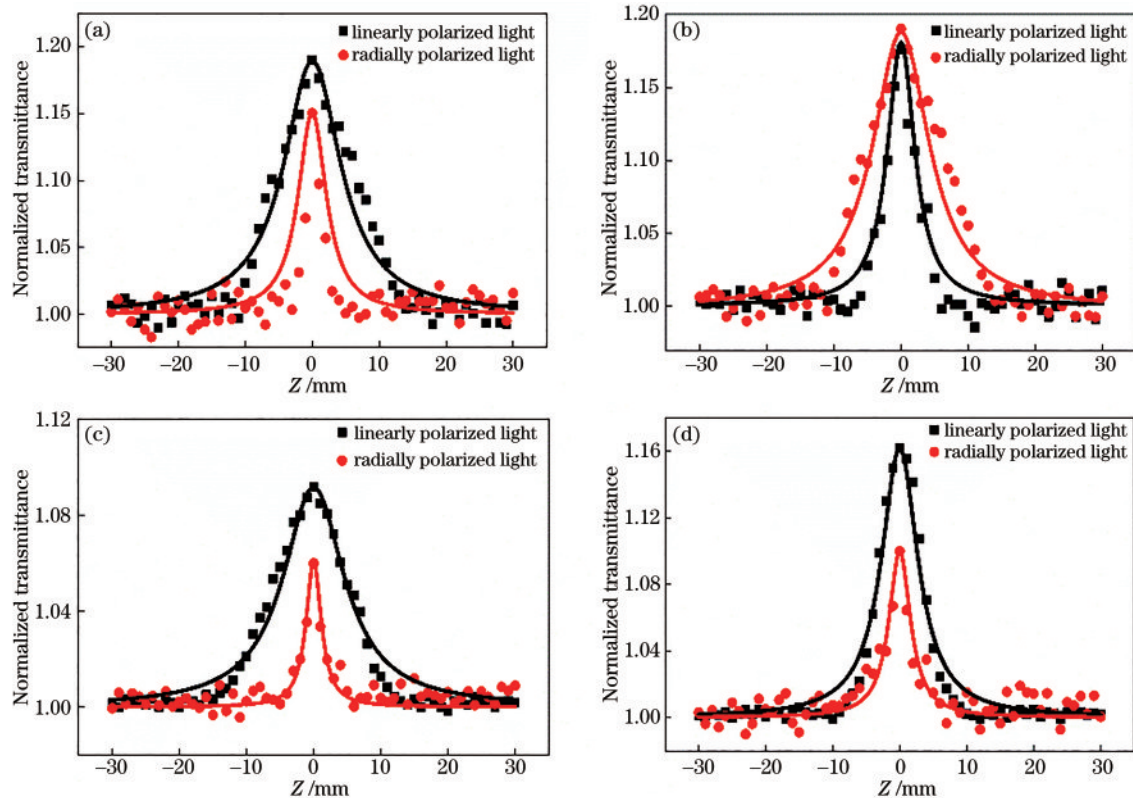 (a)
linearly polarized light
radially polarized light
1.20
1.15
1.10
1.05
1.00
Normalized transmittance
−30 −20 −10 0 10 20 30
Z /mm
(b)
linearly polarized light
radially polarized light
1.20
1.15
1.10
1.05
1.00
Normalized transmittance
−30 −20 −10 0 10 20 30
Z /mm
(c)
linearly polarized light
radially polarized light
1.12
1.08
1.04
1.00
Normalized transmittance
−30 −20 −10 0 10 20 30
Z /mm
(d)
linearly polarized light
radially polarized light
1.16
1.12
1.08
1.04
1.00
Normalized transmittance
−30 −20 −10 0 10 20 30
Z /mm